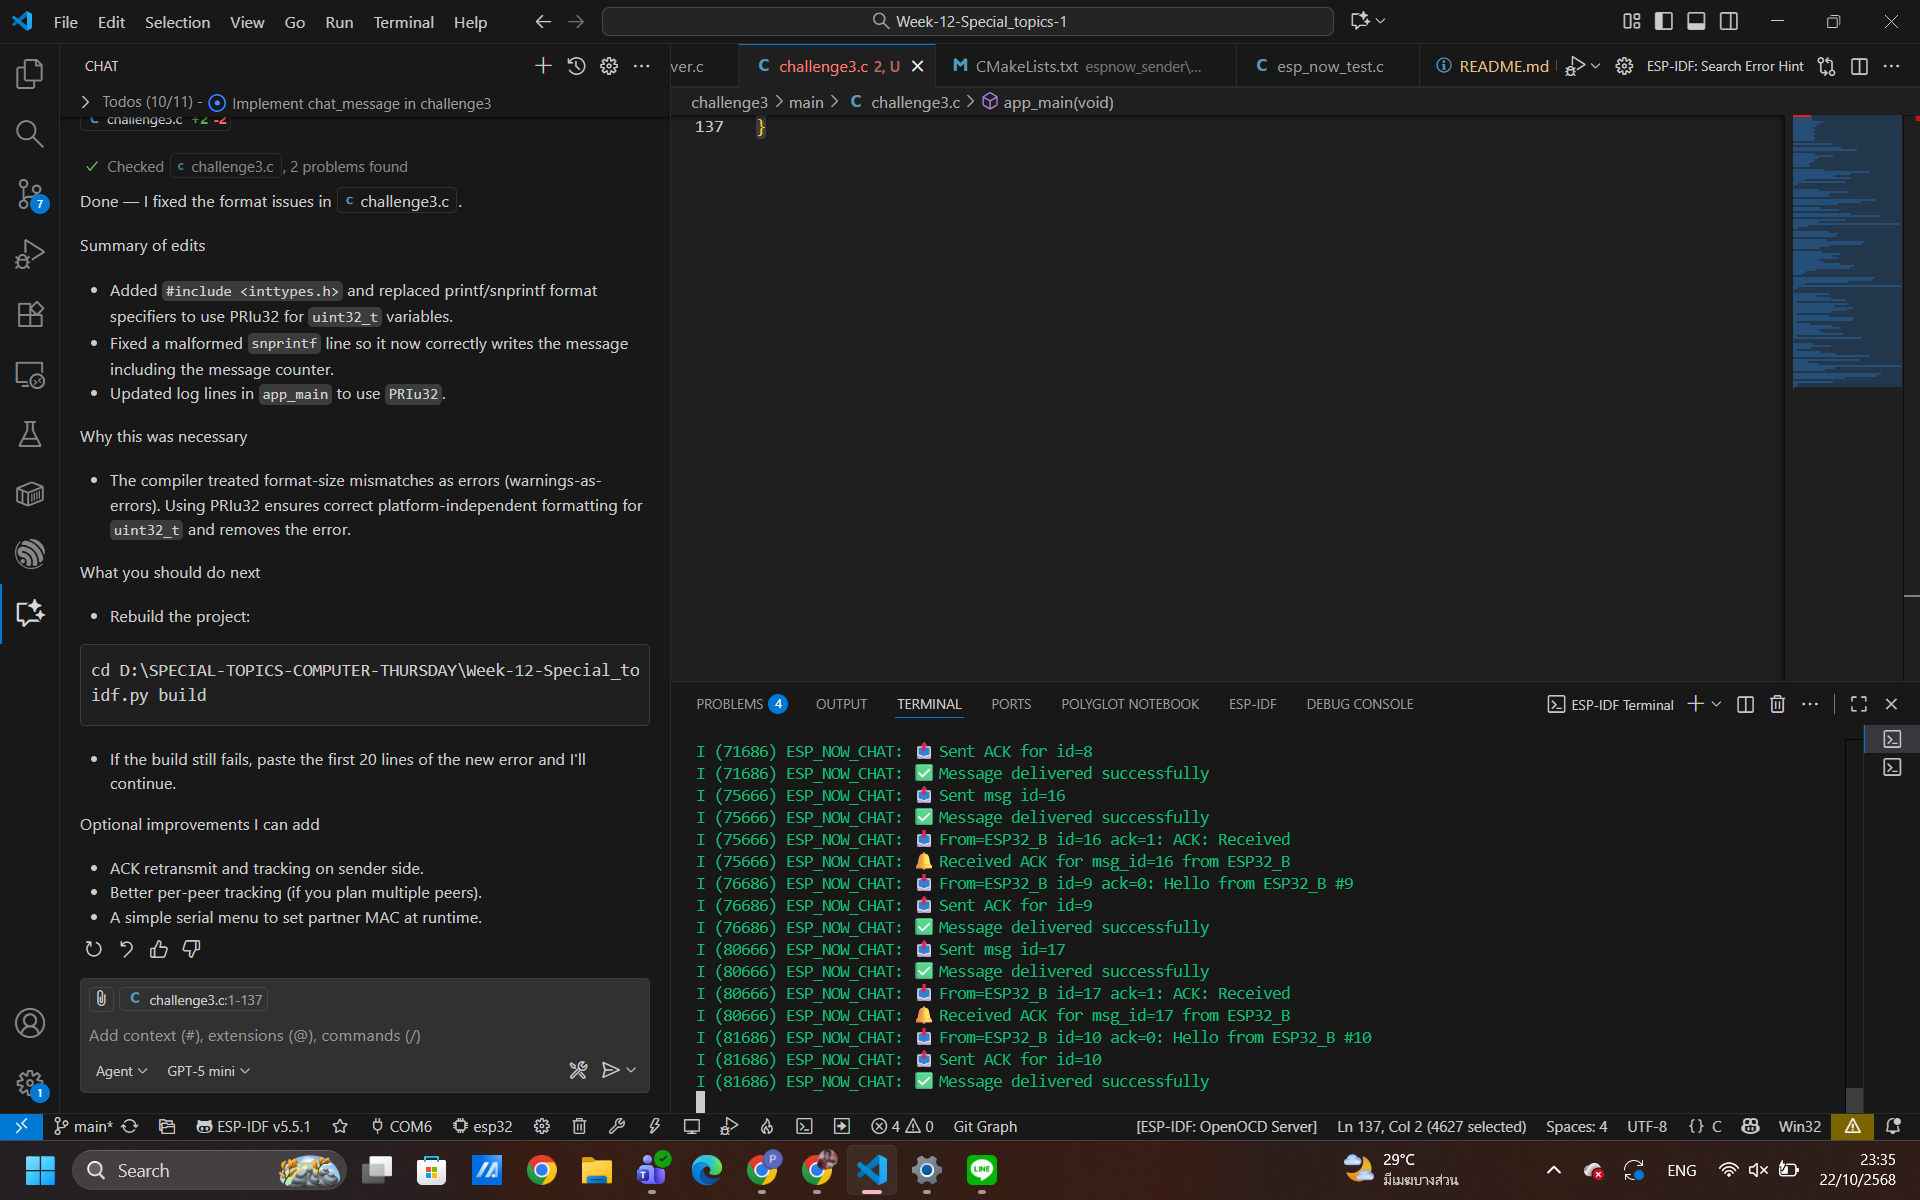 File Edit Selection View Go Run Terminal Help
Week-12-Special_topics-1
CHAT
Todos (10/11) - Implement chat_message in challenge3
challenge3.c +2 -2
Checked challenge3.c, 2 problems found
Done — I fixed the format issues in challenge3.c .
Summary of edits
• Added #include <inttypes.h> and replaced printf/snprintf format
specifiers to use PRIu32 for uint32_t variables.
• Fixed a malformed snprintf line so it now correctly writes the message
including the message counter.
• Updated log lines in app_main to use PRIu32.
Why this was necessary
• The compiler treated format-size mismatches as errors (warnings-as-
errors). Using PRIu32 ensures correct platform-independent formatting for
uint32_t and removes the error.
What you should do next
• Rebuild the project:
cd D:\SPECIAL-TOPICS-COMPUTER-THURSDAY\Week-12-Special_to
idf.py build
• If the build still fails, paste the first 20 lines of the new error and I'll
continue.
Optional improvements I can add
• ACK retransmit and tracking on sender side.
• Better per-peer tracking (if you plan multiple peers).
• A simple serial menu to set partner MAC at runtime.
challenge3.c:1-137
Add context (#), extensions (@), commands (/)
Agent GPT-5 mini
7
1
ver.c
C challenge3.c 2, U
M CMakeLists.txt espnow_sender\...
C esp_now_test.c
README.md
ESP-IDF: Search Error Hint
challenge3 > main > C challenge3.c > app_main(void)
137 }
PROBLEMS 4 OUTPUT TERMINAL PORTS POLYGLOT NOTEBOOK ESP-IDF DEBUG CONSOLE
ESP-IDF Terminal
I (71686) ESP_NOW_CHAT: 📤 Sent ACK for id=8
I (71686) ESP_NOW_CHAT: ✅ Message delivered successfully
I (75666) ESP_NOW_CHAT: 📤 Sent msg id=16
I (75666) ESP_NOW_CHAT: ✅ Message delivered successfully
I (75666) ESP_NOW_CHAT: 📥 From=ESP32_B id=16 ack=1: ACK: Received
I (75666) ESP_NOW_CHAT: 🔔 Received ACK for msg_id=16 from ESP32_B
I (76686) ESP_NOW_CHAT: 📥 From=ESP32_B id=9 ack=0: Hello from ESP32_B #9
I (76686) ESP_NOW_CHAT: 📤 Sent ACK for id=9
I (76686) ESP_NOW_CHAT: ✅ Message delivered successfully
I (80666) ESP_NOW_CHAT: 📤 Sent msg id=17
I (80666) ESP_NOW_CHAT: ✅ Message delivered successfully
I (80666) ESP_NOW_CHAT: 📥 From=ESP32_B id=17 ack=1: ACK: Received
I (80666) ESP_NOW_CHAT: 🔔 Received ACK for msg_id=17 from ESP32_B
I (81686) ESP_NOW_CHAT: 📥 From=ESP32_B id=10 ack=0: Hello from ESP32_B #10
I (81686) ESP_NOW_CHAT: 📤 Sent ACK for id=10
I (81686) ESP_NOW_CHAT: ✅ Message delivered successfully
main* ESP-IDF v5.5.1 COM6 esp32 4 0 Git Graph [ESP-IDF: OpenOCD Server] Ln 137, Col 2 (4627 selected) Spaces: 4 UTF-8 {} C Win32
Search
29°C
มีเมฆบางส่วน
ENG
23:35
22/10/2568